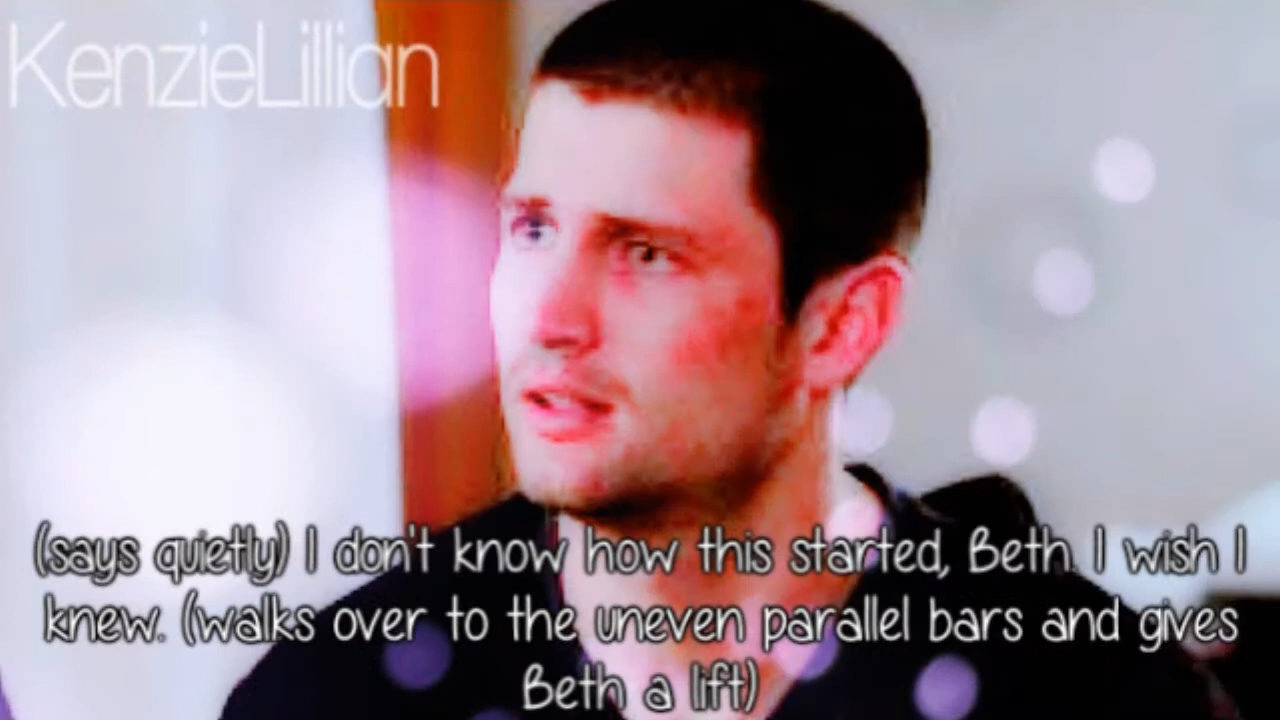 KenzieLillian
(says quietly) I don't know how this started, Beth. I wish I
knew. (walks over to the uneven parallel bars and gives
Beth a lift)